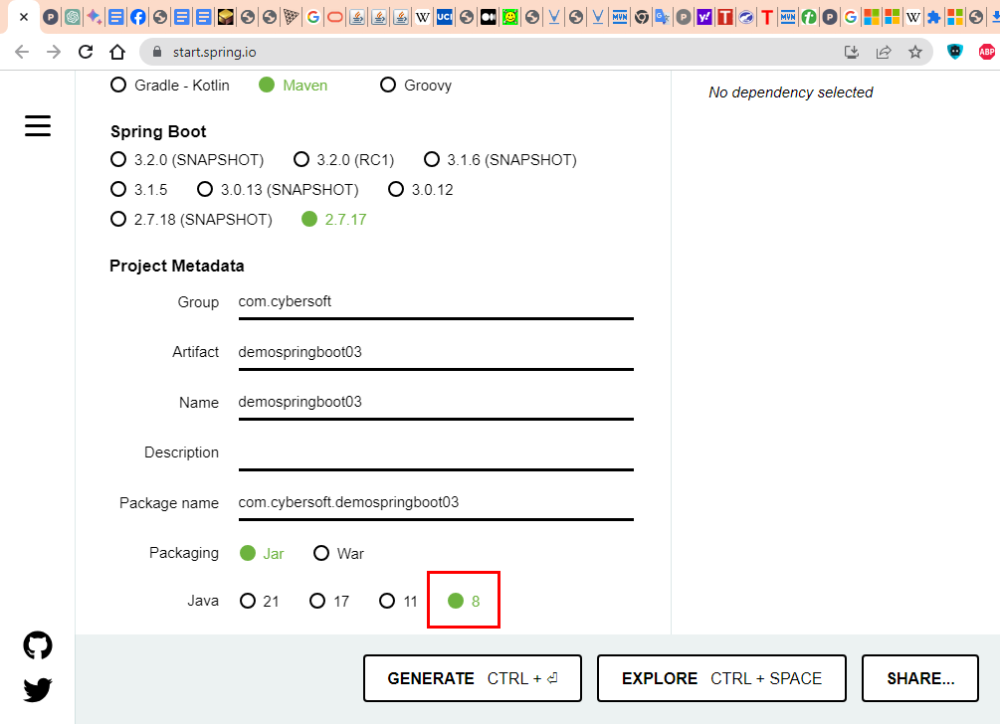 start.spring.io
ABP
Gradle - Kotlin Maven Groovy
No dependency selected
Spring Boot
3.2.0 (SNAPSHOT) 3.2.0 (RC1) 3.1.6 (SNAPSHOT)
3.1.5 3.0.13 (SNAPSHOT) 3.0.12
2.7.18 (SNAPSHOT) 2.7.17
Project Metadata
Group com.cybersoft
Artifact demospringboot03
Name demospringboot03
Description
Package name com.cybersoft.demospringboot03
Packaging Jar War
Java 21 17 11 8
GENERATE CTRL + ⏎ EXPLORE CTRL + SPACE SHARE...